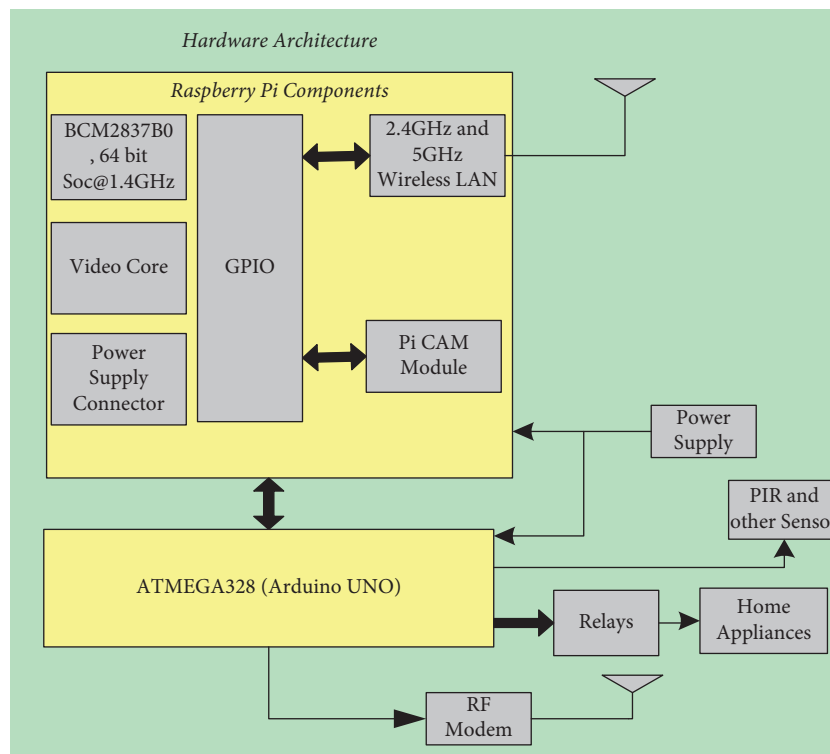 Hardware Architecture
Raspberry Pi Components
BCM2837B0
, 64 bit
Soc@1.4GHz
GPIO
2.4GHz and
5GHz
Wireless LAN
Video Core
Pi CAM
Module
Power
Supply
Connector
Power
Supply
PIR and
other Senso
ATMEGA328 (Arduino UNO)
Relays
Home
Appliances
RF
Modem